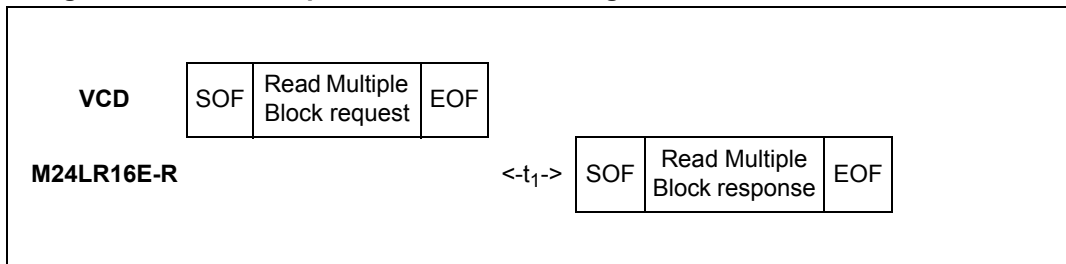 VCD SOF Read Multiple Block request EOF
M24LR16E-R <-t1-> SOF Read Multiple Block response EOF